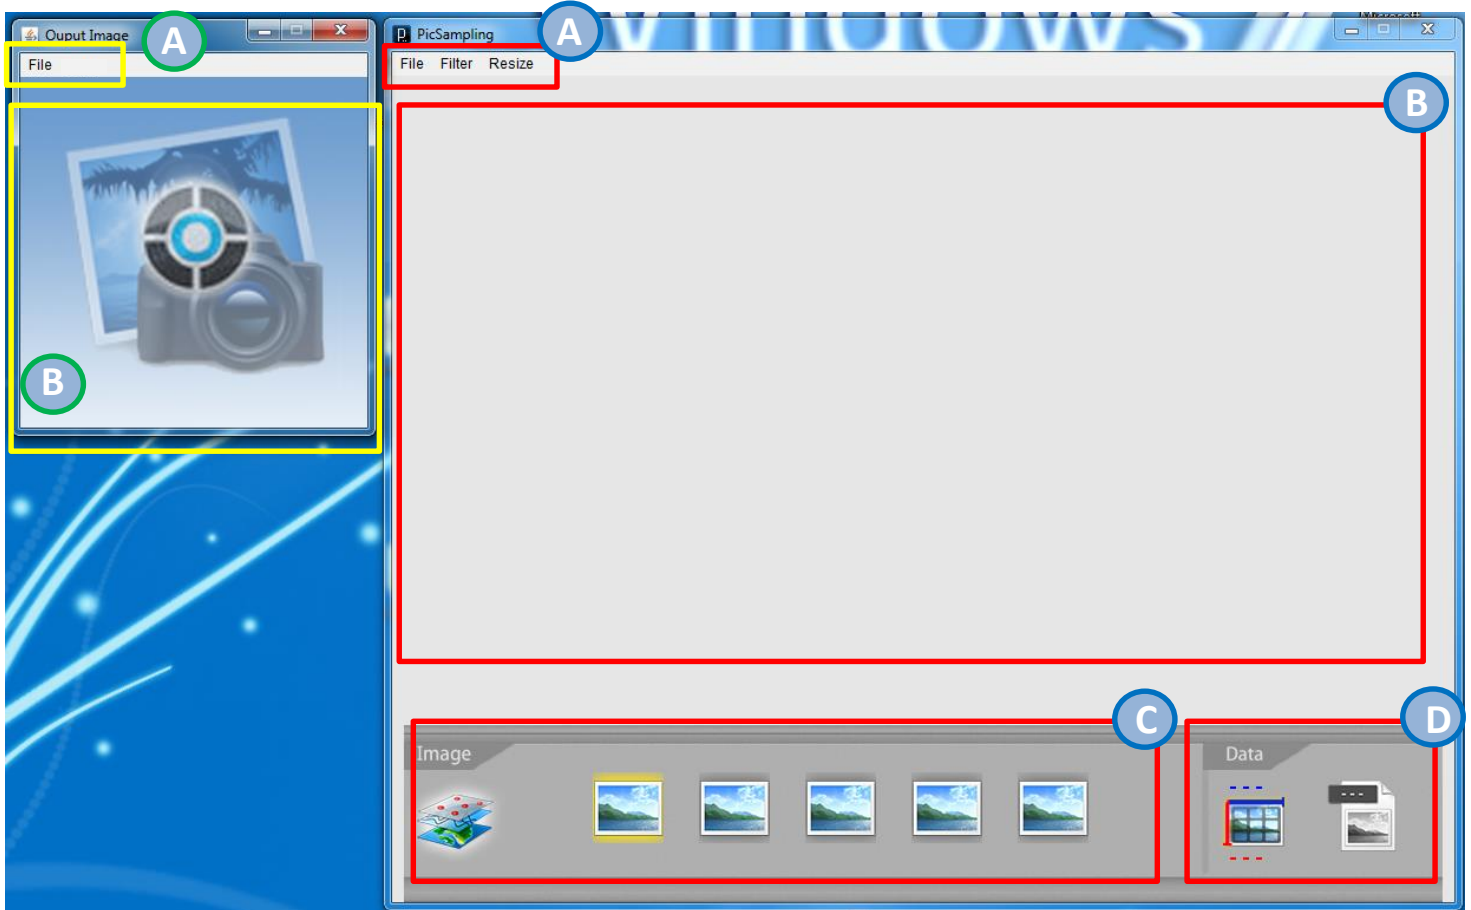 Ouput Image
A
File
B
PicSampling
A
File Filter Resize
B
Image
C
Data
D